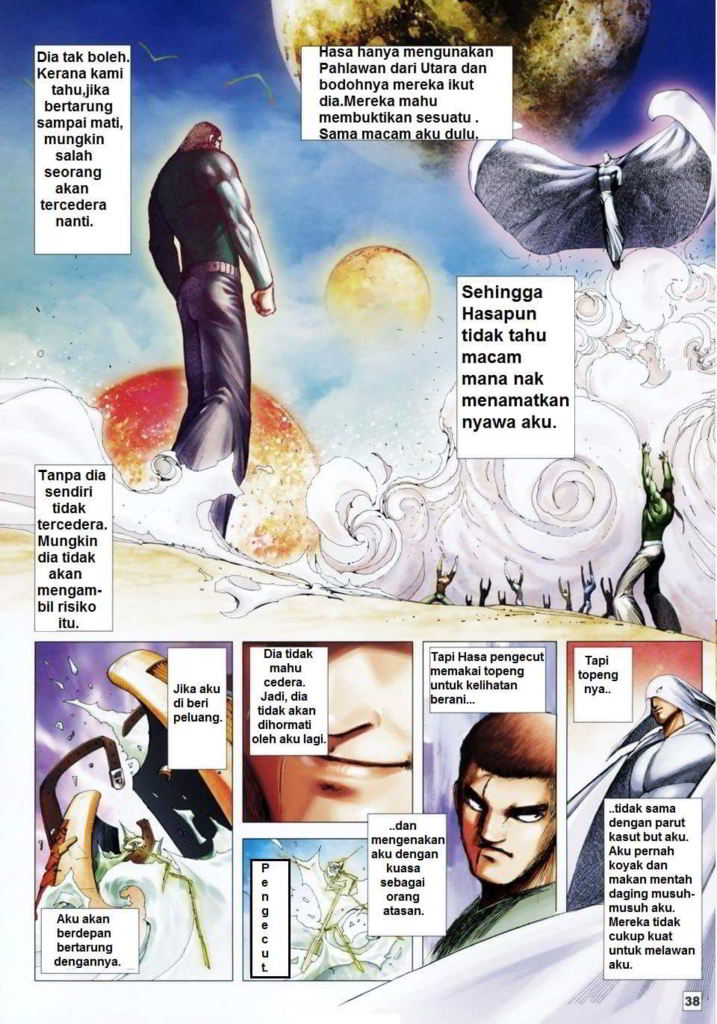 Dia tak boleh.
Kerana kami
tahu,jika
bertarung
sampai mati,
mungkin
salah
seorang
akan
tercedera
nanti.
Hasa hanya mengunakan
Pahlawan dari Utara dan
bodohnya mereka ikut
dia.Mereka mahu
membuktikan sesuatu .
Sama macam aku dulu.
Sehingga
Hasapun
tidak tahu
macam
mana nak
menamatkan
nyawa aku.
Tanpa dia
sendiri
tidak
tercedera.
Mungkin
dia tidak
akan
mengam-
bil risiko
itu.
Jika aku
di beri
peluang.
Aku akan
berdepan
bertarung
dengannya.
Dia tidak
mahu
cedera.
Jadi, dia
tidak akan
dihormati
oleh aku lagi.
P
e
n
g
e
c
u
t
.
Tapi Hasa pengecut
memakai topeng
untuk kelihatan
berani...
..dan
mengenakan
aku dengan
kuasa
sebagai
orang
atasan.
Tapi
topeng
nya..
..tidak sama
dengan parut
kasut but aku.
Aku pernah
koyak dan
makan mentah
daging musuh-
musuh aku.
Mereka tidak
cukup kuat
untuk melawan
aku.
38